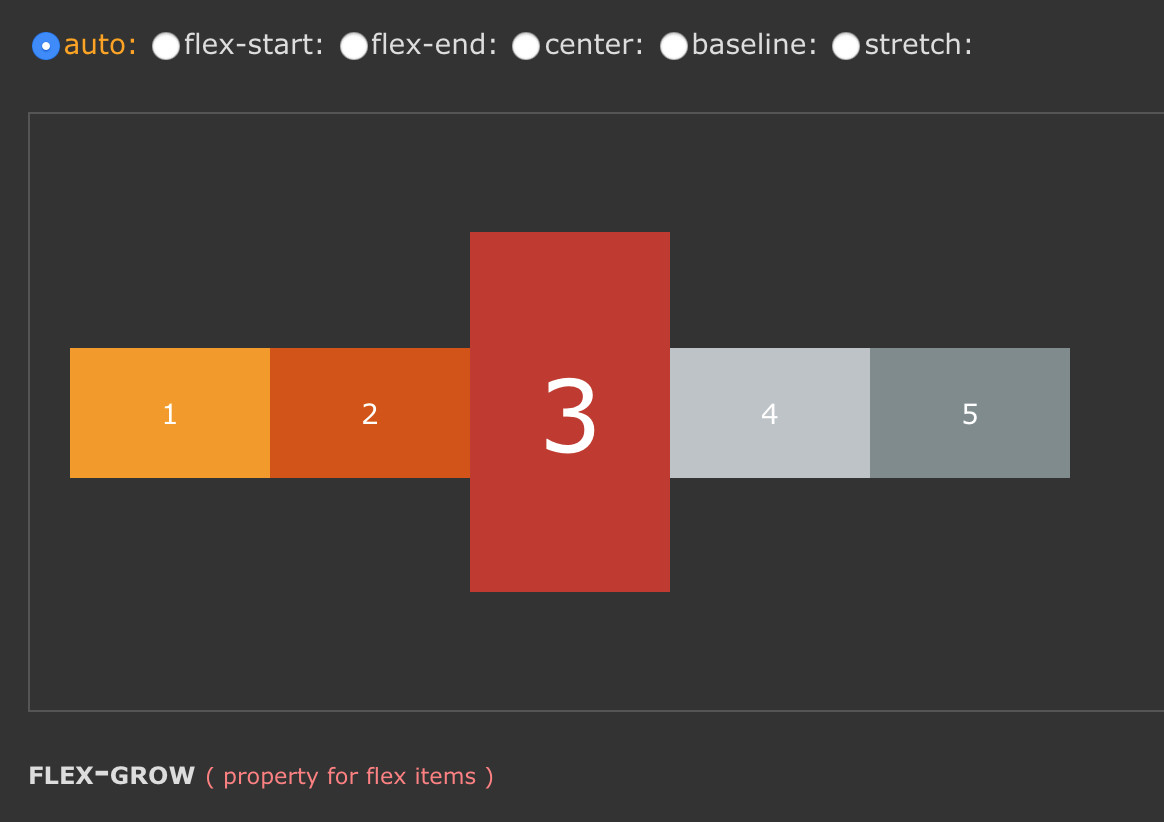 auto: flex-start: flex-end: center: baseline: stretch:
1 2 3 4 5
FLEX-GROW ( property for flex items )